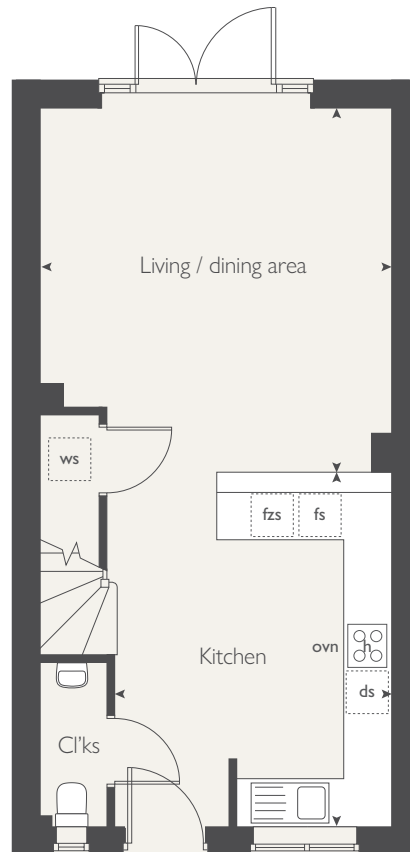 Living / dining area
ws
fzs
fs
ovn
h
Kitchen
ds
Cl'ks